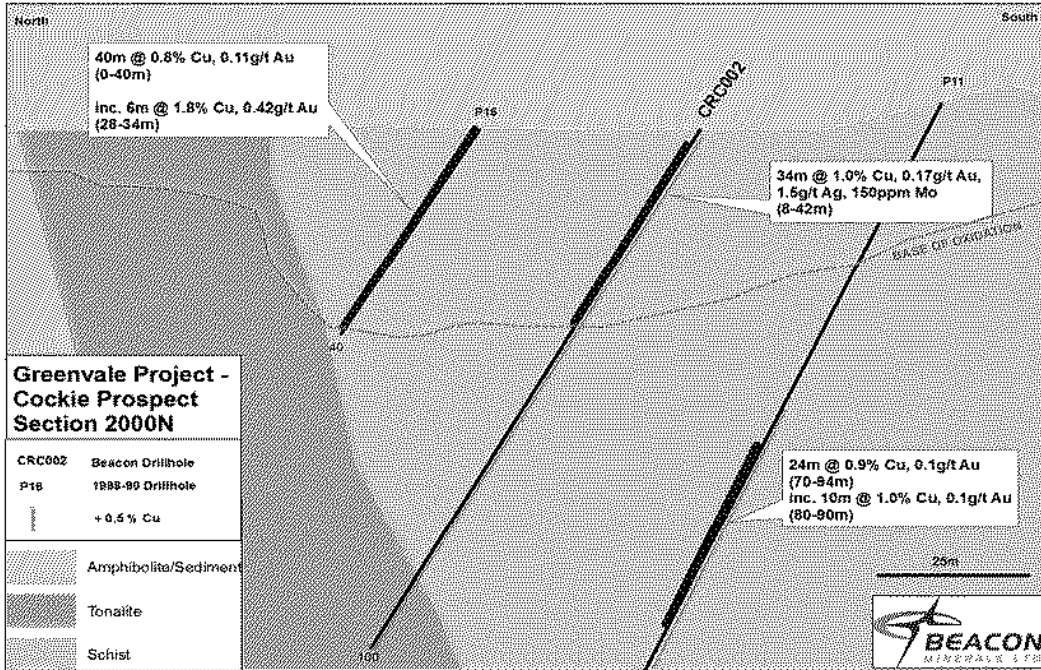 North
South
40m @ 0.8% Cu, 0.11g/t Au
(0-40m)
inc. 6m @ 1.8% Cu, 0.42g/t Au
(28-34m)
P16
CRC002
P11
34m @ 1.0% Cu, 0.17g/t Au,
1.5g/t Ag, 150ppm Mo
(8-42m)
BASE OF OXIDATION
40
Greenvale Project -
Cockie Prospect
Section 2000N
CRC002 Beacon Drillhole
P16 1988-90 Drillhole
+ 0.5 % Cu
Amphibolite/Sediment
Tonalite
Schist
100
24m @ 0.9% Cu, 0.1g/t Au
(70-94m)
inc. 10m @ 1.0% Cu, 0.1g/t Au
(80-90m)
25m
BEACON
MINERALS LTD